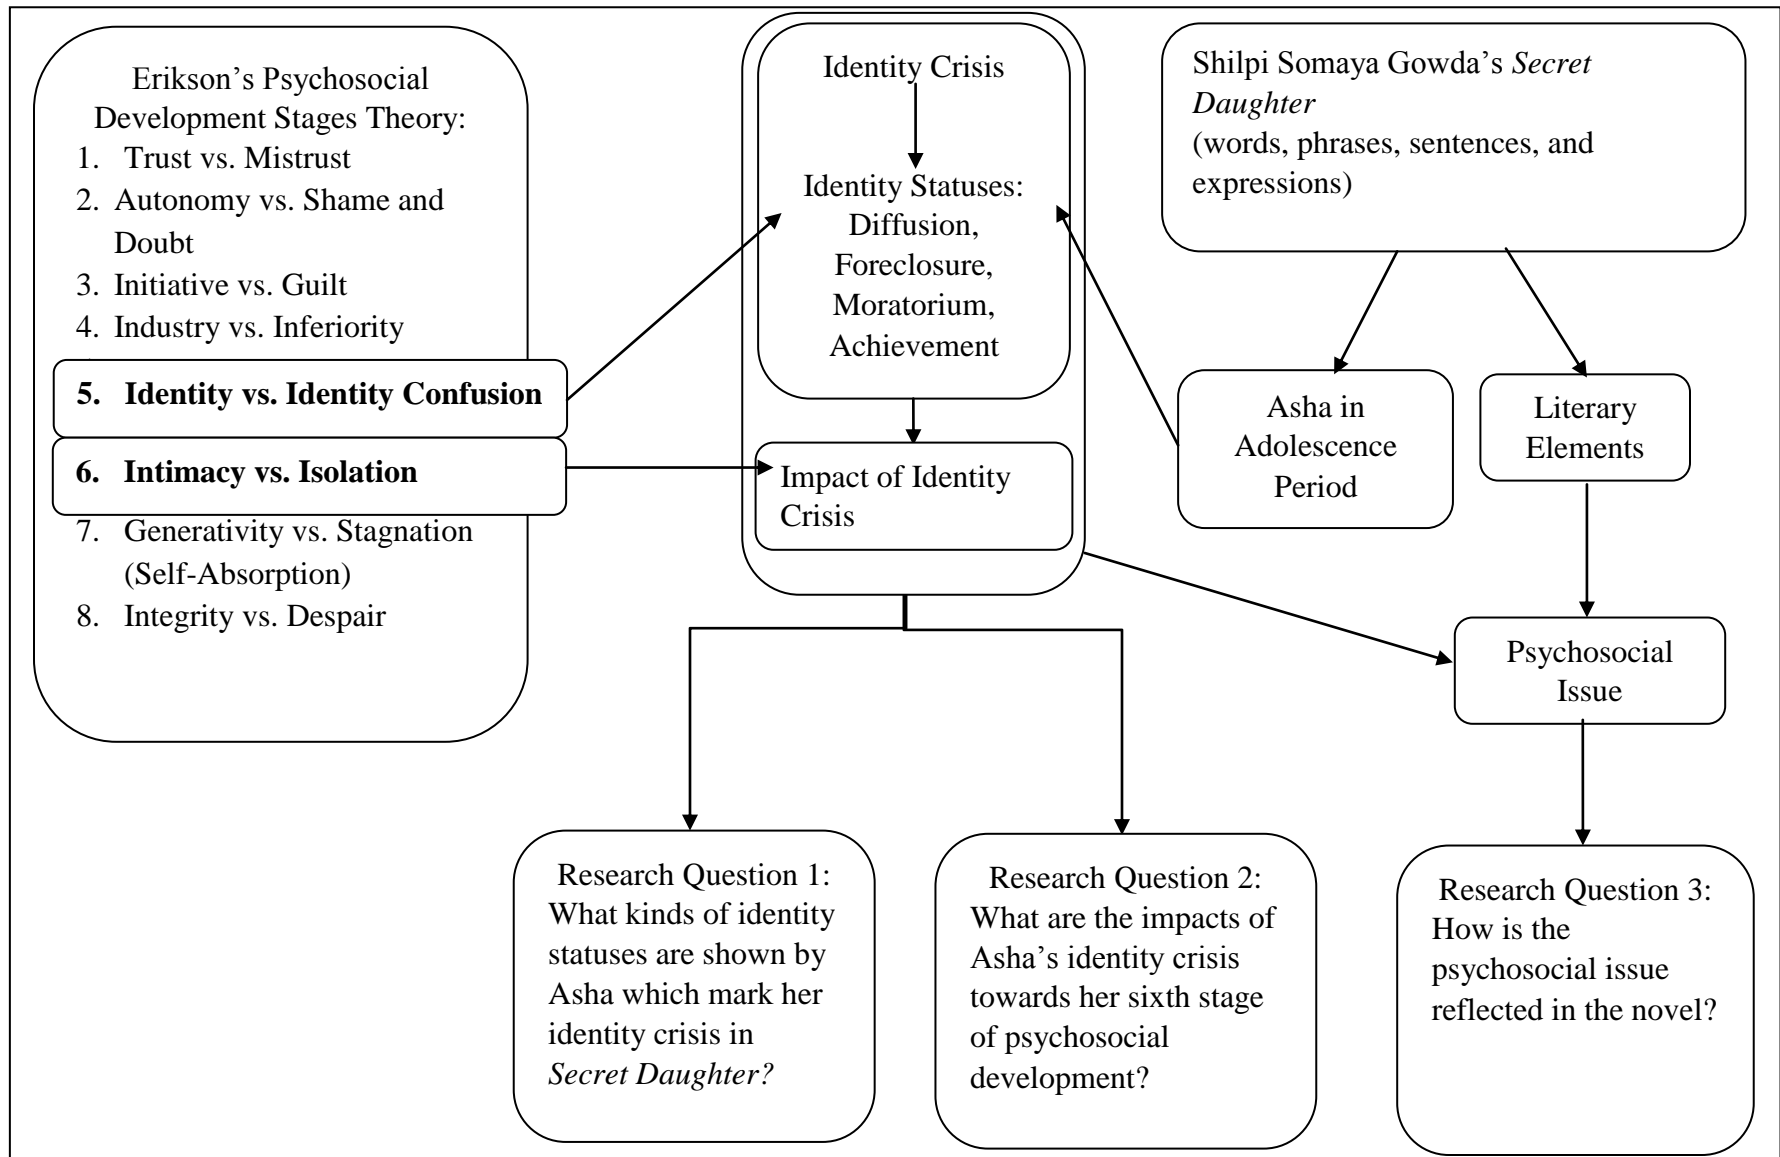 Erikson’s Psychosocial
Development Stages Theory:
1. Trust vs. Mistrust
2. Autonomy vs. Shame and
Doubt
3. Initiative vs. Guilt
4. Industry vs. Inferiority
5. Identity vs. Identity Confusion
6. Intimacy vs. Isolation
7. Generativity vs. Stagnation
(Self-Absorption)
8. Integrity vs. Despair
Identity Crisis
Identity Statuses:
Diffusion,
Foreclosure,
Moratorium,
Achievement
Impact of Identity
Crisis
Shilpi Somaya Gowda’s Secret
Daughter
(words, phrases, sentences, and
expressions)
Asha in
Adolescence
Period
Literary
Elements
Psychosocial
Issue
Research Question 1:
What kinds of identity
statuses are shown by
Asha which mark her
identity crisis in
Secret Daughter?
Research Question 2:
What are the impacts of
Asha’s identity crisis
towards her sixth stage
of psychosocial
development?
Research Question 3:
How is the
psychosocial issue
reflected in the novel?